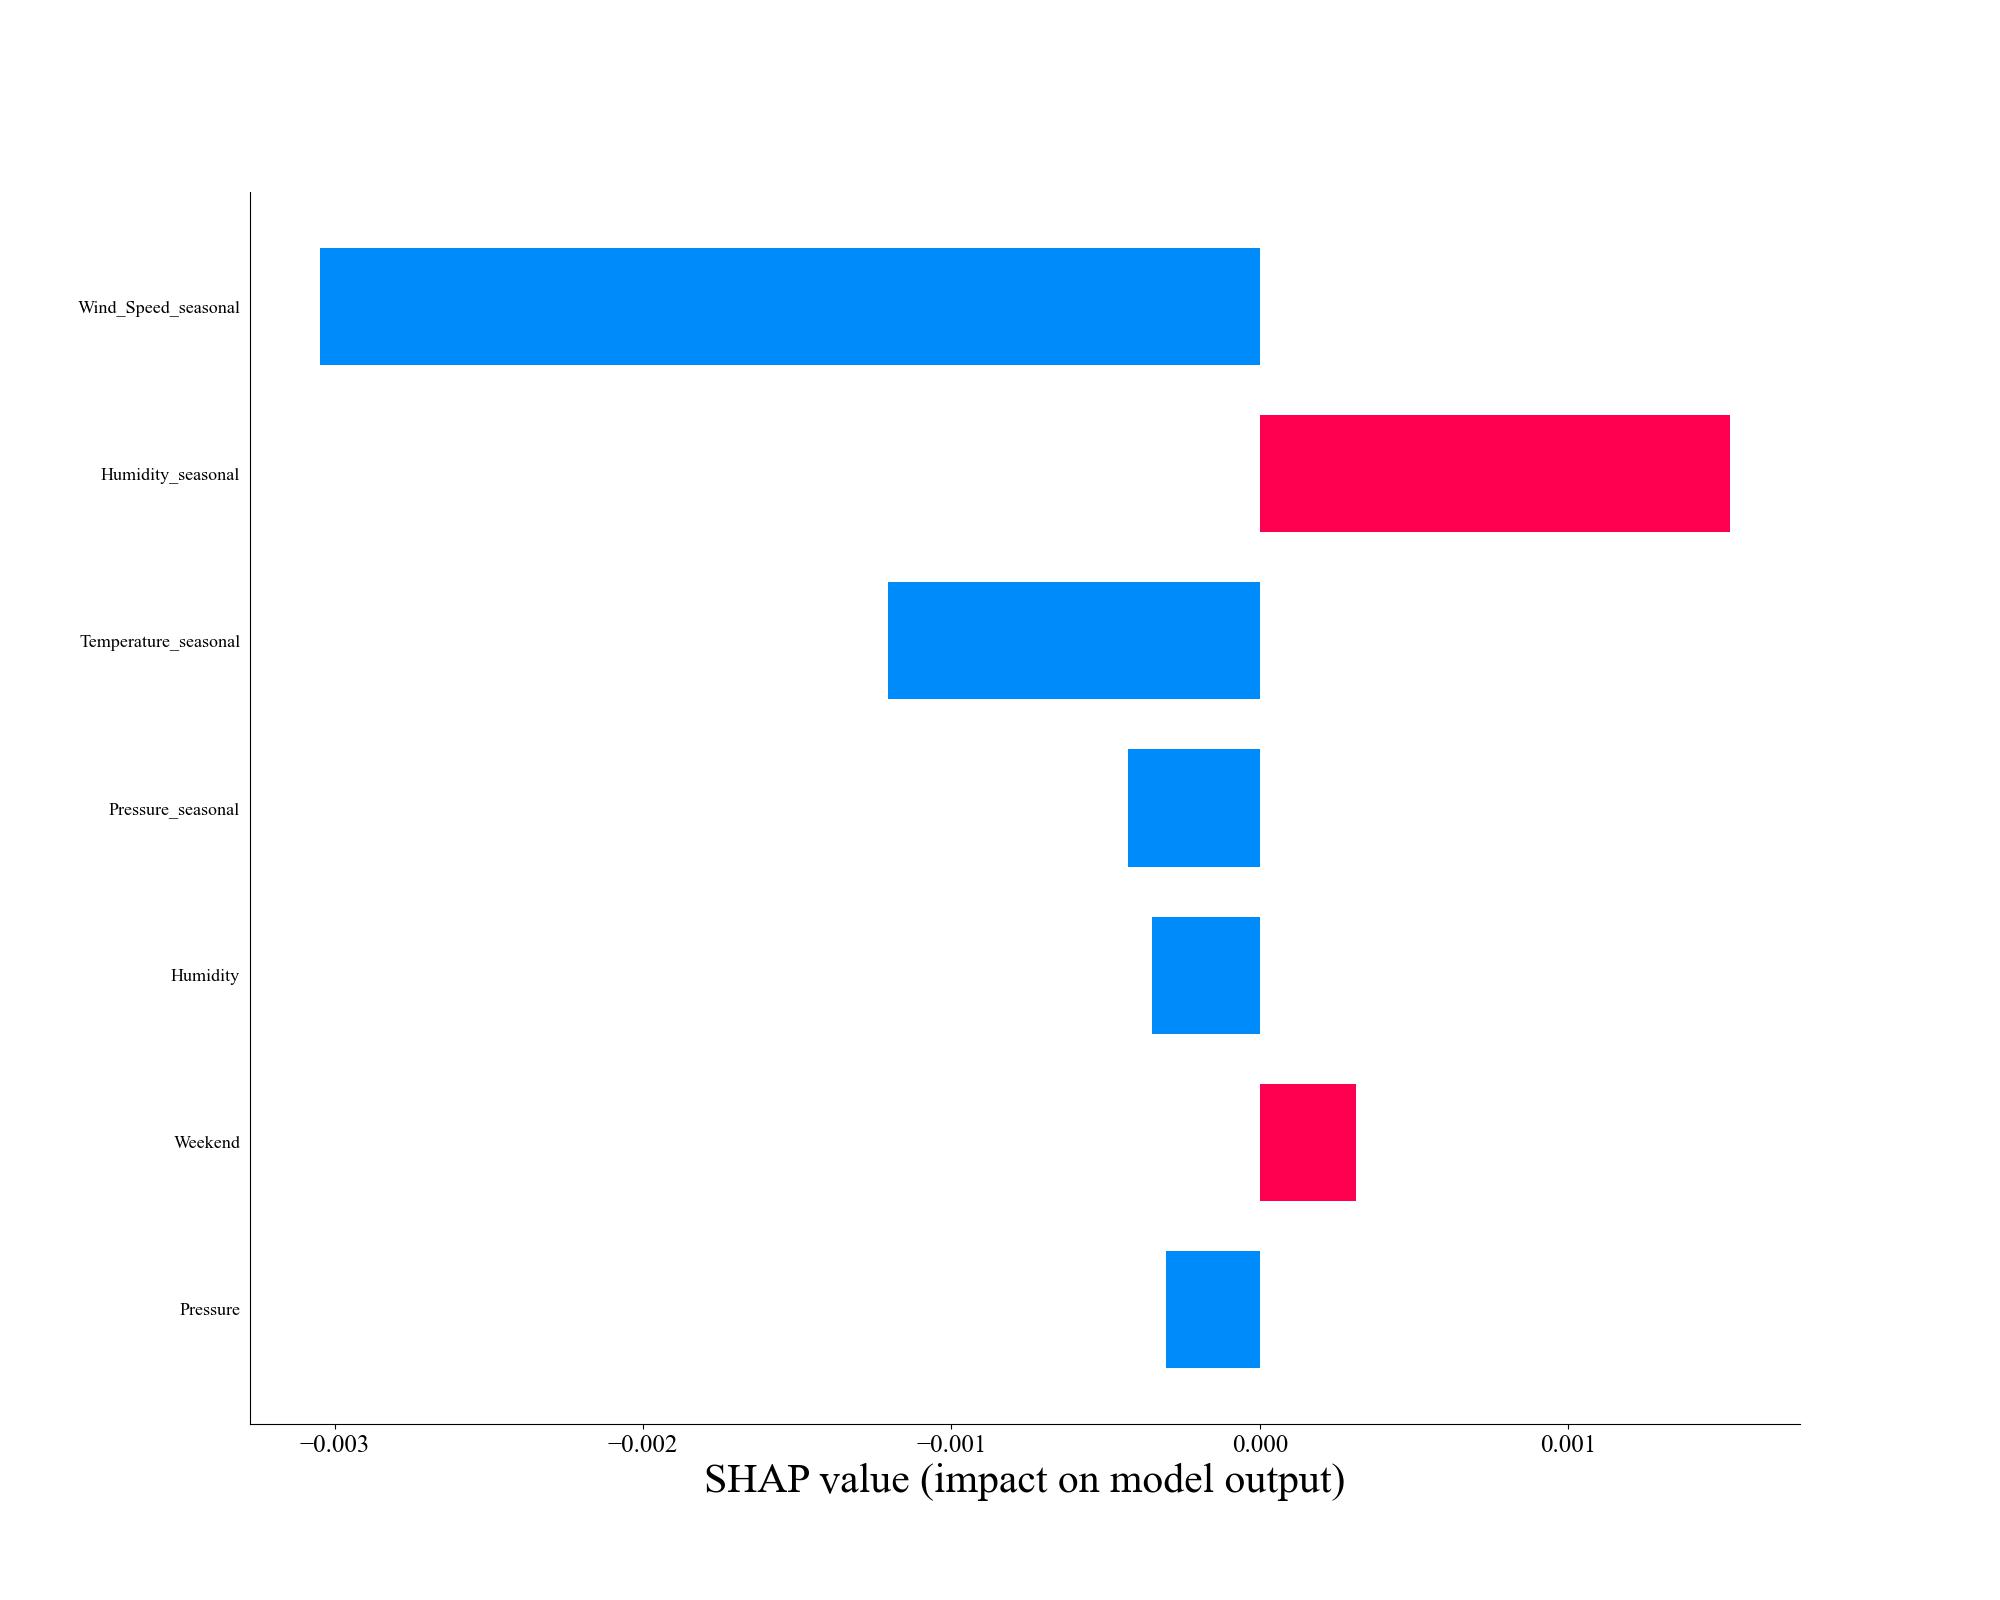 Wind_Speed_seasonal
Humidity_seasonal
Temperature_seasonal
Pressure_seasonal
Humidity
Weekend
Pressure
−0.003 −0.002 −0.001 0.000 0.001
SHAP value (impact on model output)